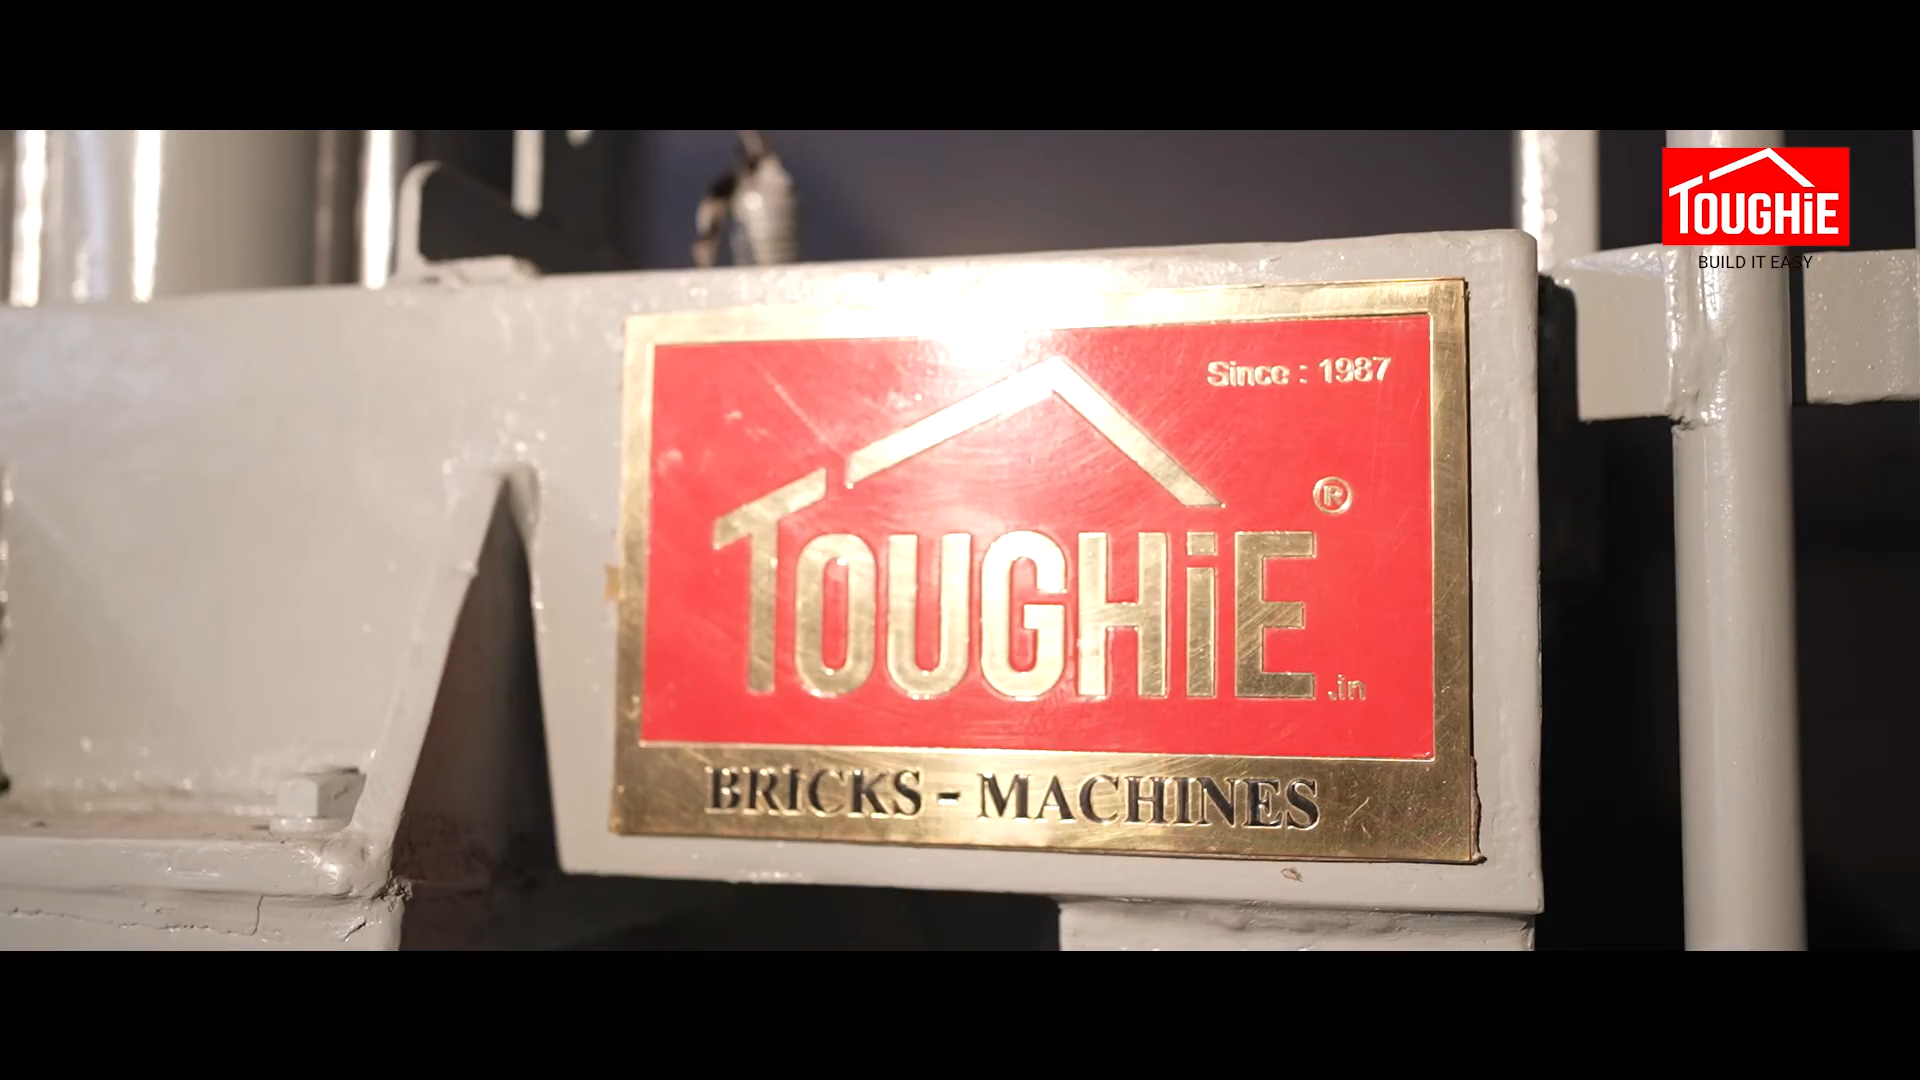 TOUGHiE
BUILD IT EASY
Since : 1987
TOUGHiE ®
.in
BRICKS - MACHINES